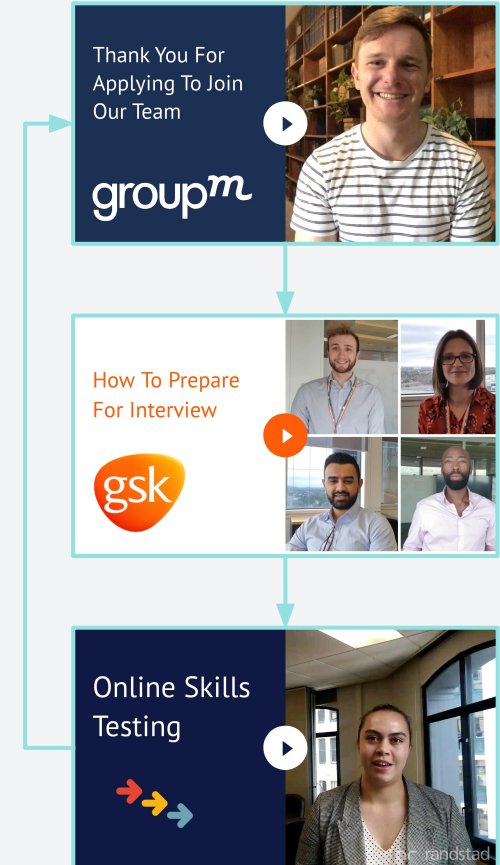 Thank You For
Applying To Join
Our Team
groupm
How To Prepare
For Interview
gsk
Online Skills
Testing
randstad